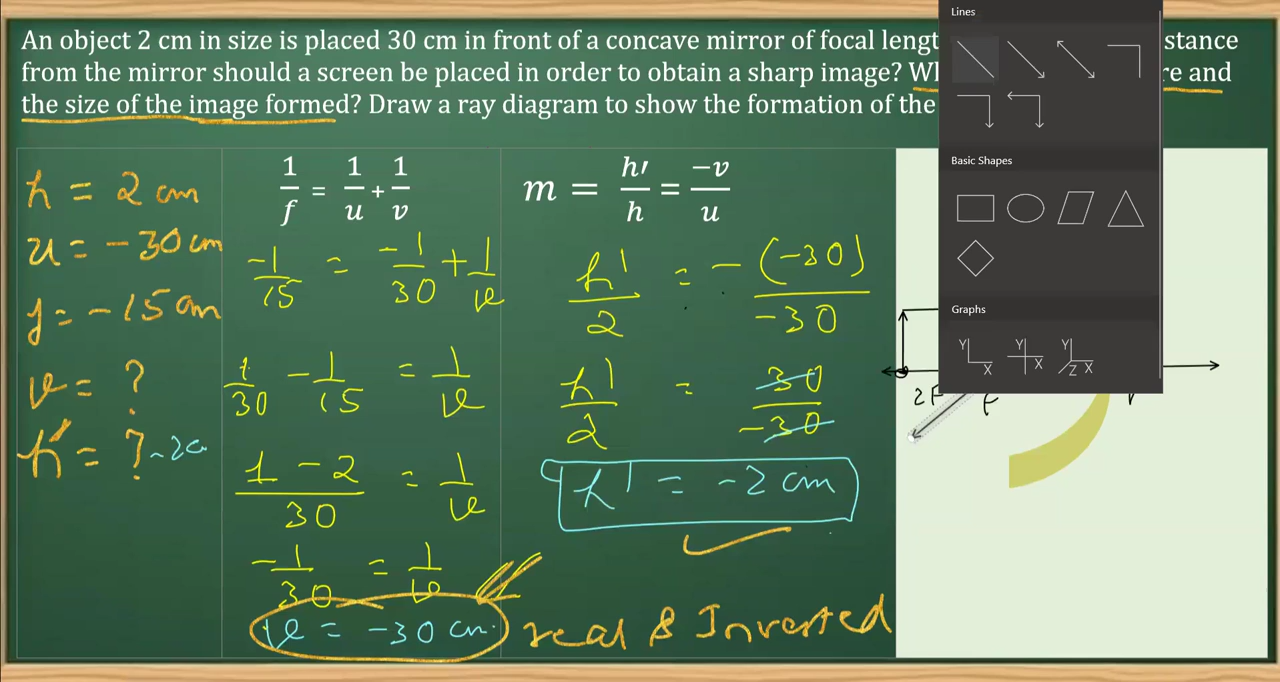 An object 2 cm in size is placed 30 cm in front of a concave mirror of focal lengt stance
from the mirror should a screen be placed in order to obtain a sharp image? W re and
the size of the image formed? Draw a ray diagram to show the formation of the
Lines
Basic Shapes
Graphs
Y X
Y X
Y Z X
h = 2 cm
u = -30 cm
f = -15 cm
v = ?
h' = ? -2c
1/f = 1/u + 1/v
-1/15 = -1/30 + 1/v
1/30 - 1/15 = 1/v
1 - 2/30 = 1/v
-1/30 = 1/v
v = -30 cm.
m = h′/h = -v/u
h'/2 = -(-30)/-30
h'/2 = 30/-30
h' = -2 cm
real & Inverted
2F F